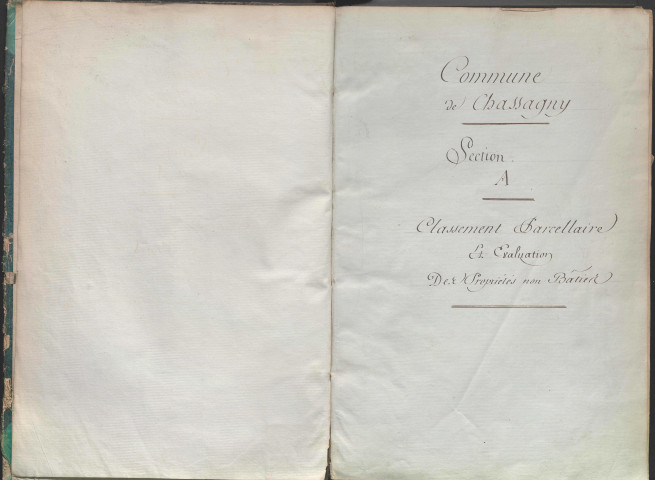 Commune
de Chassagny
Section
A
Classement Parcellaire
Et Evaluation
Des Propriétés non Bâties